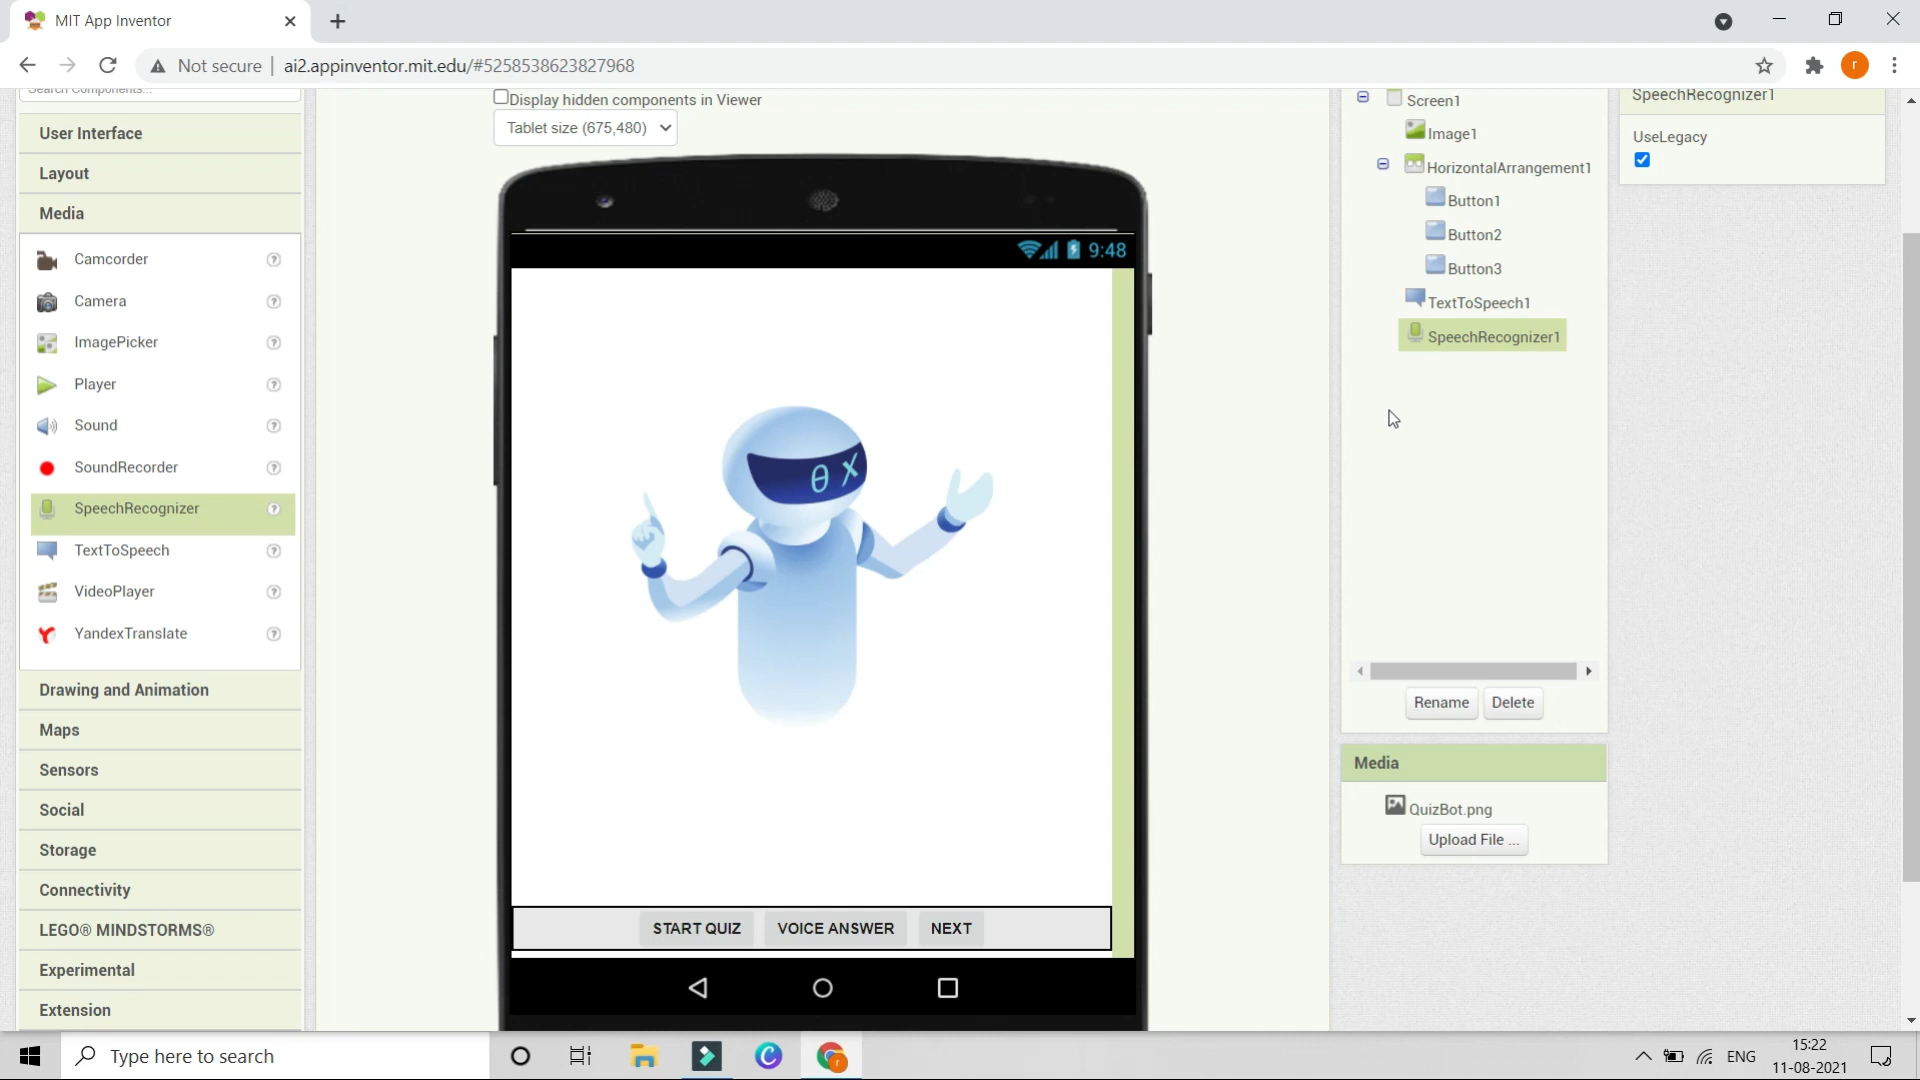 MIT App Inventor
Not secure
ai2.appinventor.mit.edu/#5258538623827968
r
Search Components...
User Interface
Layout
Media
Camcorder
Camera
ImagePicker
Player
Sound
SoundRecorder
SpeechRecognizer
TextToSpeech
VideoPlayer
YandexTranslate
Drawing and Animation
Maps
Sensors
Social
Storage
Connectivity
LEGO® MINDSTORMS®
Experimental
Extension
Display hidden components in Viewer
Tablet size (675,480)
9:48
θ X
START QUIZ VOICE ANSWER NEXT
Screen1
Image1
HorizontalArrangement1
Button1
Button2
Button3
TextToSpeech1
SpeechRecognizer1
Rename Delete
Media
QuizBot.png
Upload File ...
SpeechRecognizer1
UseLegacy
Type here to search
ENG
15:22
11-08-2021